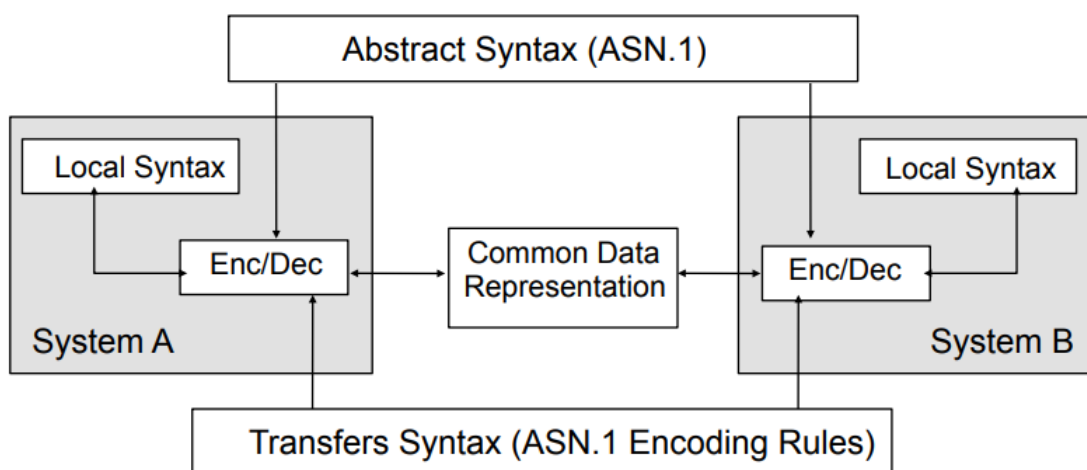 Abstract Syntax (ASN.1)
Local Syntax
Local Syntax
Enc/Dec
Common Data
Representation
Enc/Dec
System A
System B
Transfers Syntax (ASN.1 Encoding Rules)